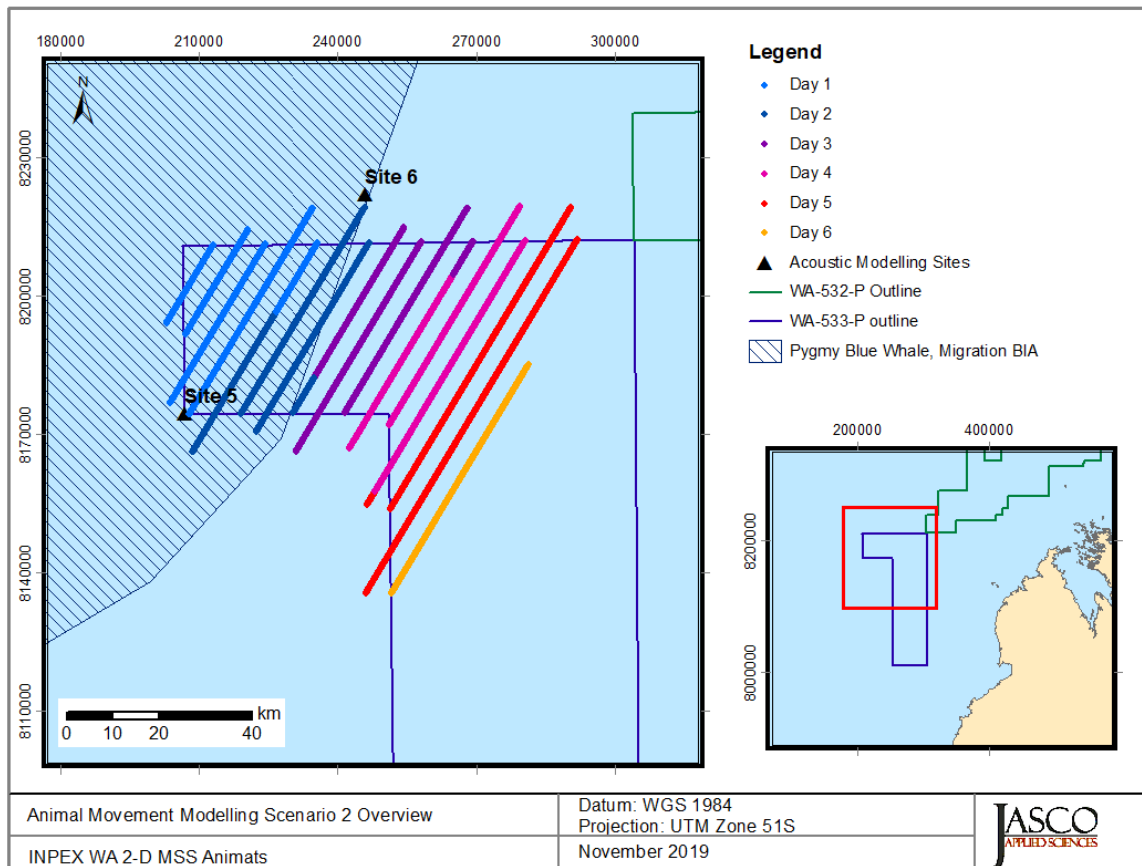 180000 210000 240000 270000 300000
N
8230000
8200000
8170000
8140000
8110000
Site 6
Site 5
km
0 10 20 40
Legend
Day 1
Day 2
Day 3
Day 4
Day 5
Day 6
Acoustic Modelling Sites
WA-532-P Outline
WA-533-P outline
Pygmy Blue Whale, Migration BIA
200000 400000
8200000
8000000
Animal Movement Modelling Scenario 2 Overview
INPEX WA 2-D MSS Animats
Datum: WGS 1984
Projection: UTM Zone 51S
November 2019
JASCO
APPLIED SCIENCES